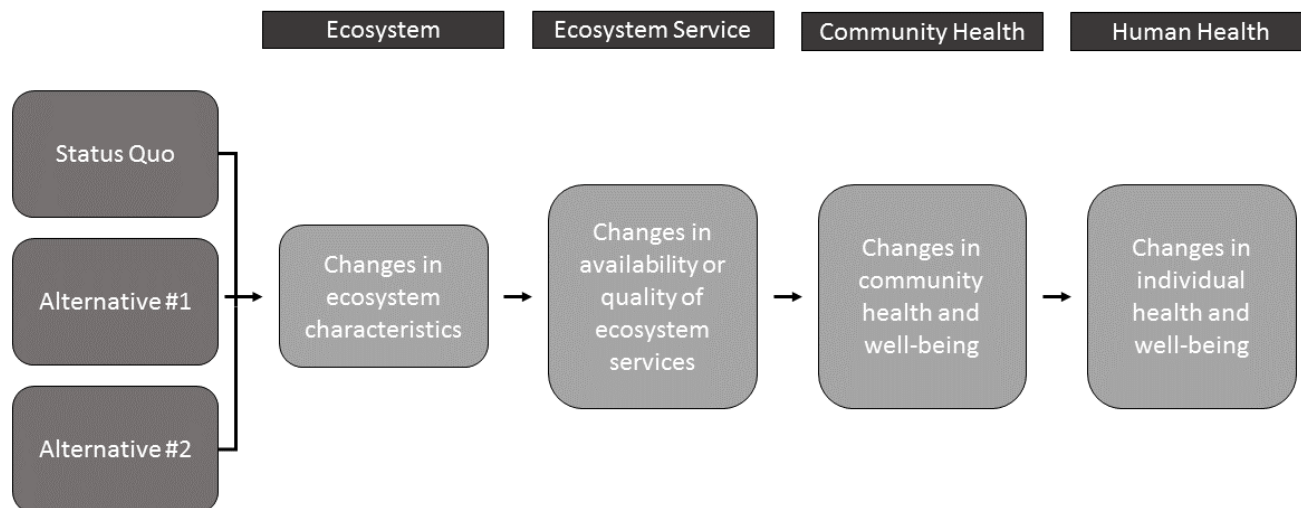 Ecosystem
Ecosystem Service
Community Health
Human Health
Status Quo
Alternative #1
Alternative #2
Changes in
ecosystem
characteristics
Changes in
availability or
quality of
ecosystem
services
Changes in
community
health and
well-being
Changes in
individual
health and
well-being